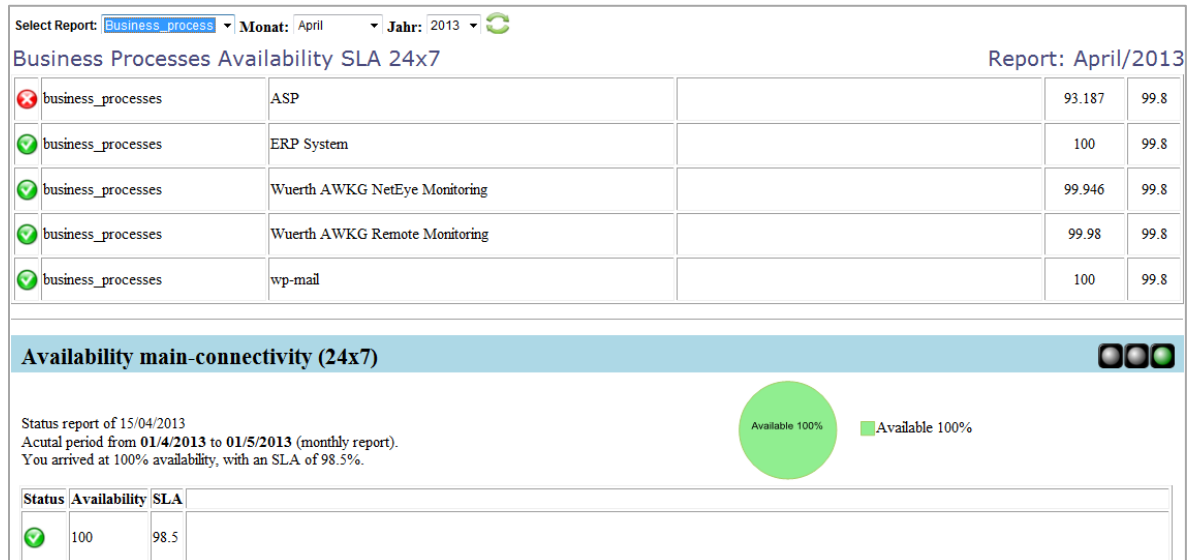 Select Report: Business_process Monat: April Jahr: 2013
Business Processes Availability SLA 24x7 Report: April/2013
business_processes ASP 93.187 99.8
business_processes ERP System 100 99.8
business_processes Wuerth AWKG NetEye Monitoring 99.946 99.8
business_processes Wuerth AWKG Remote Monitoring 99.98 99.8
business_processes wp-mail 100 99.8
Availability main-connectivity (24x7)
Status report of 15/04/2013
Acutal period from 01/4/2013 to 01/5/2013 (monthly report).
You arrived at 100% availability, with an SLA of 98.5%.
Available 100%
Available 100%
Status Availability SLA
100 98.5